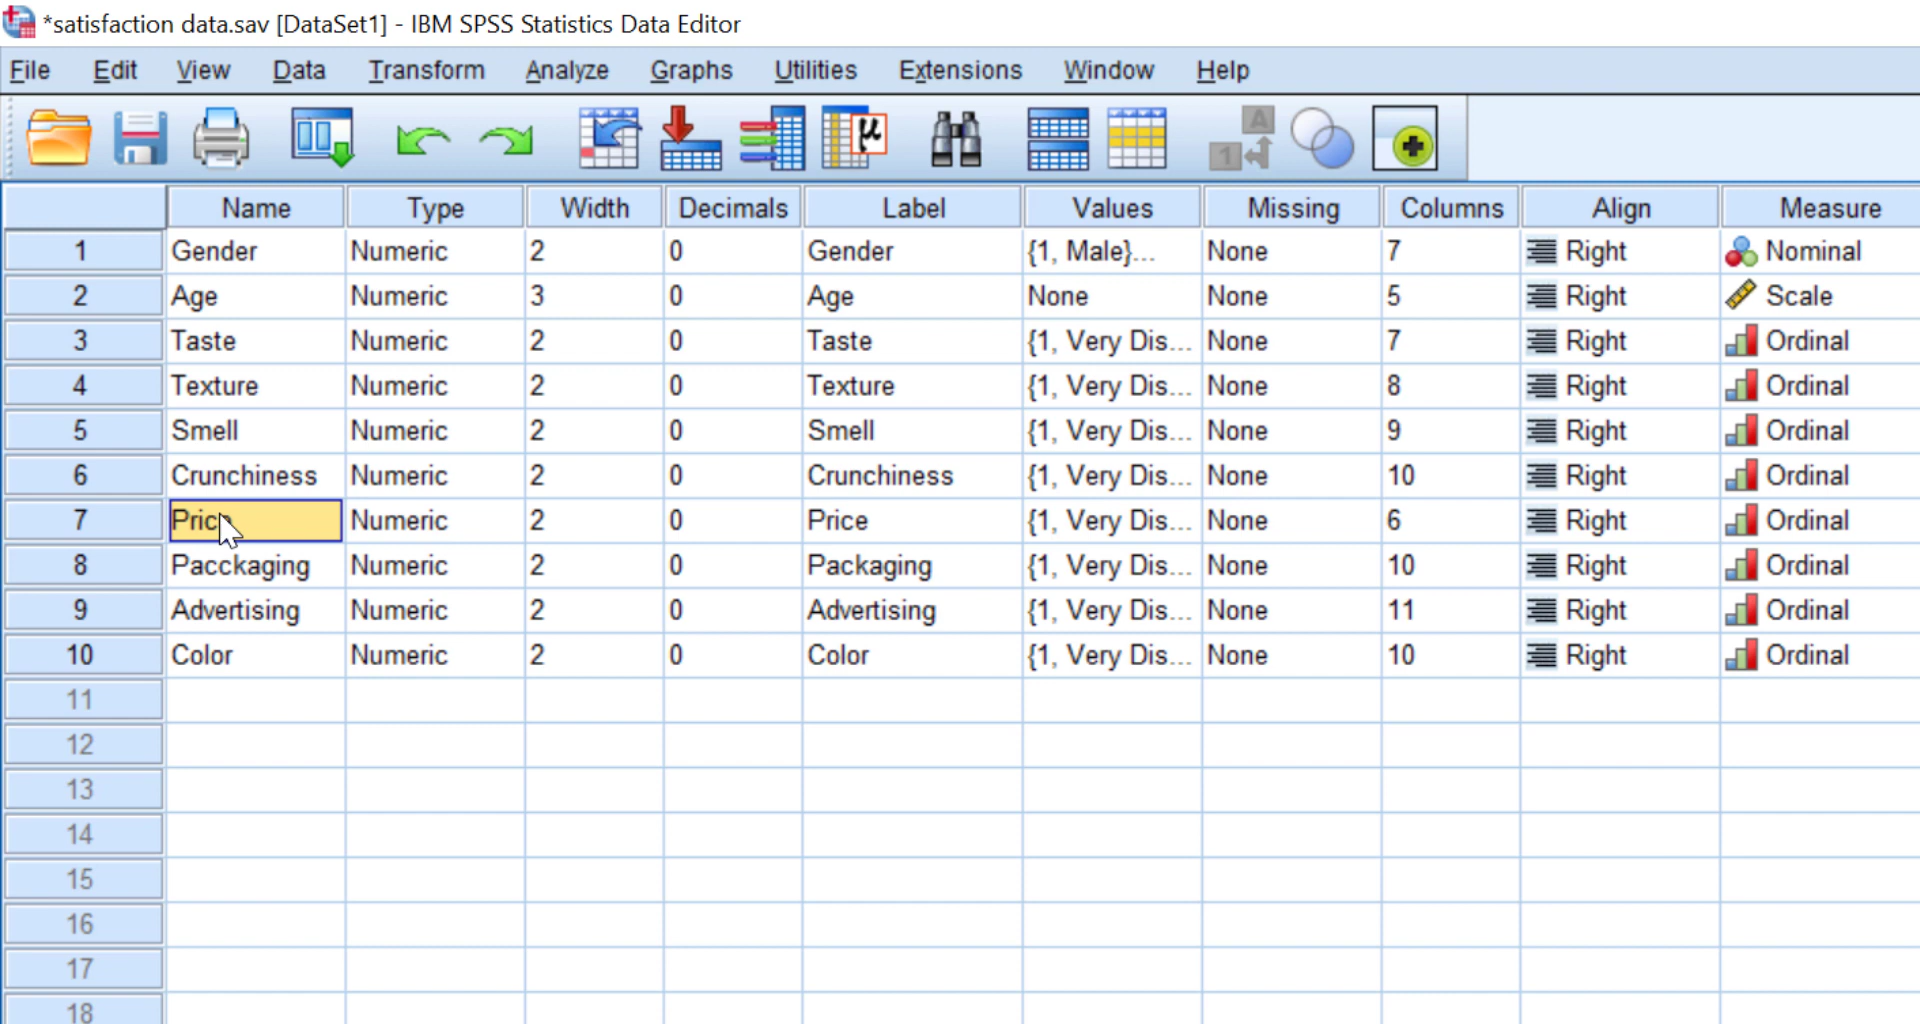 *satisfaction data.sav [DataSet1] - IBM SPSS Statistics Data Editor
File Edit View Data Transform Analyze Graphs Utilities Extensions Window Help
Name Type Width Decimals Label Values Missing Columns Align Measure
1 Gender Numeric 2 0 Gender {1, Male}... None 7 Right Nominal
2 Age Numeric 3 0 Age None None 5 Right Scale
3 Taste Numeric 2 0 Taste {1, Very Dis... None 7 Right Ordinal
4 Texture Numeric 2 0 Texture {1, Very Dis... None 8 Right Ordinal
5 Smell Numeric 2 0 Smell {1, Very Dis... None 9 Right Ordinal
6 Crunchiness Numeric 2 0 Crunchiness {1, Very Dis... None 10 Right Ordinal
7 Price Numeric 2 0 Price {1, Very Dis... None 6 Right Ordinal
8 Pacckaging Numeric 2 0 Packaging {1, Very Dis... None 10 Right Ordinal
9 Advertising Numeric 2 0 Advertising {1, Very Dis... None 11 Right Ordinal
10 Color Numeric 2 0 Color {1, Very Dis... None 10 Right Ordinal
11
12
13
14
15
16
17
18